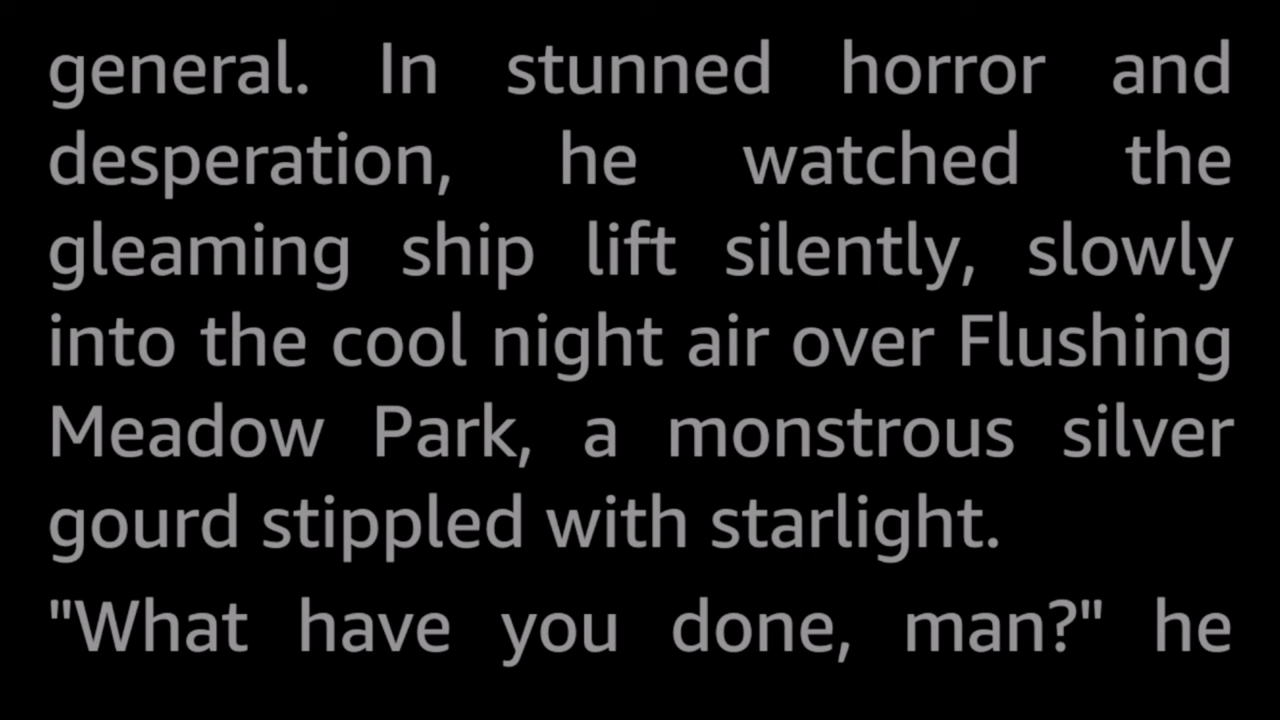 general. In stunned horror and
desperation, he watched the
gleaming ship lift silently, slowly
into the cool night air over Flushing
Meadow Park, a monstrous silver
gourd stippled with starlight.
"What have you done, man?" he